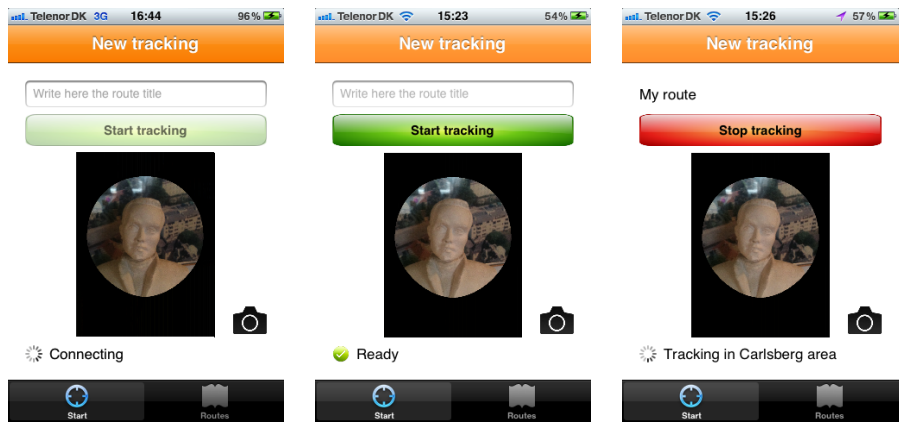 Telenor DK 3G 16:44 96%
New tracking
Write here the route title
Start tracking
Connecting
Start Routes
Telenor DK 15:23 54%
New tracking
Write here the route title
Start tracking
Ready
Start Routes
Telenor DK 15:26 57%
New tracking
My route
Stop tracking
Tracking in Carlsberg area
Start Routes